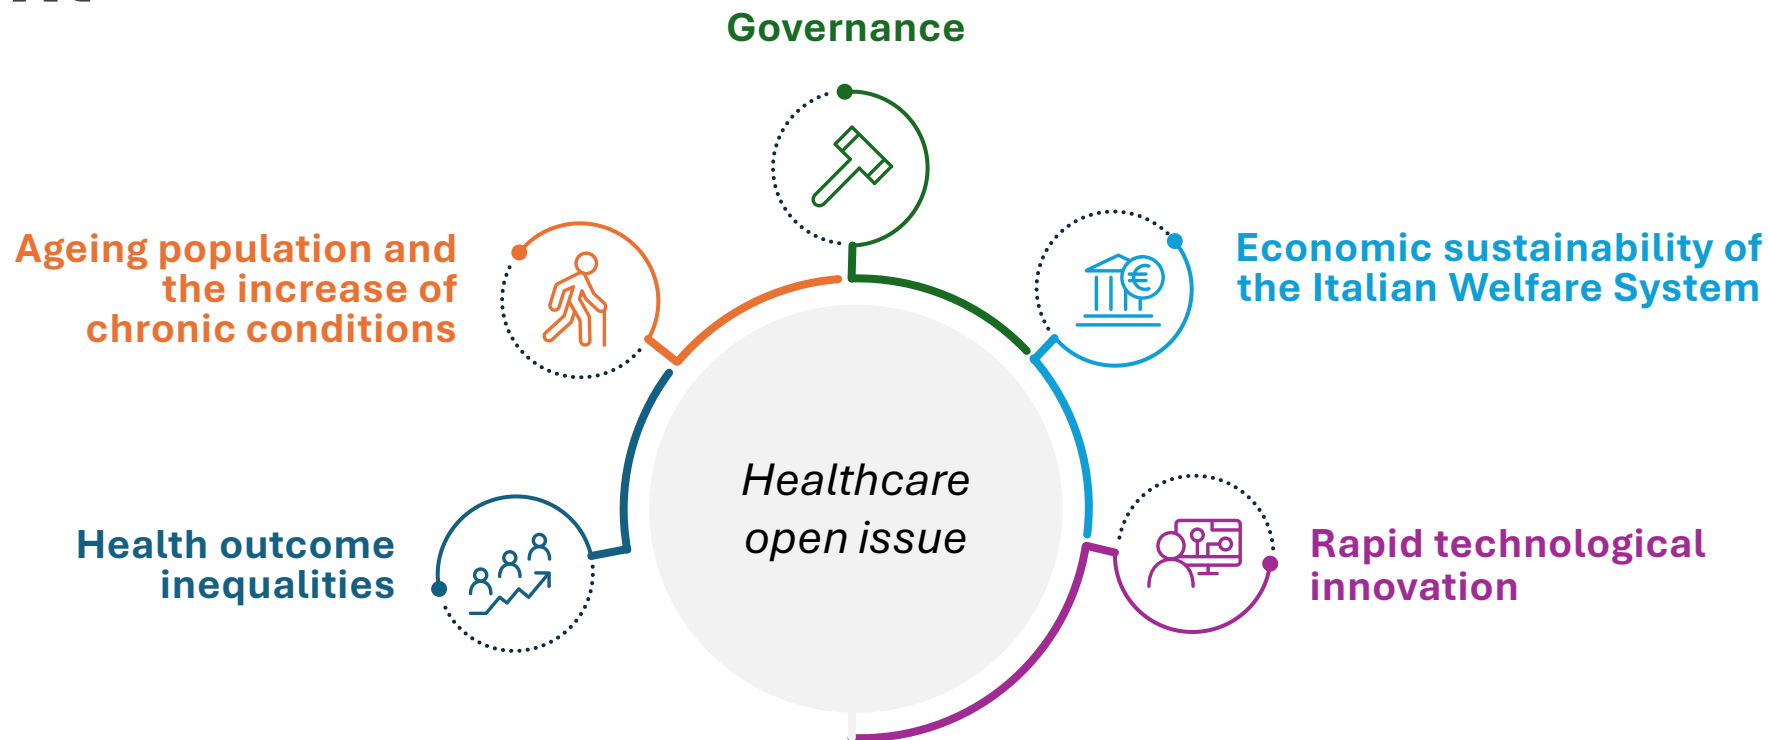 Governance
Ageing population and
the increase of
chronic conditions
Economic sustainability of
the Italian Welfare System
Healthcare
open issue
Health outcome
inequalities
Rapid technological
innovation
€